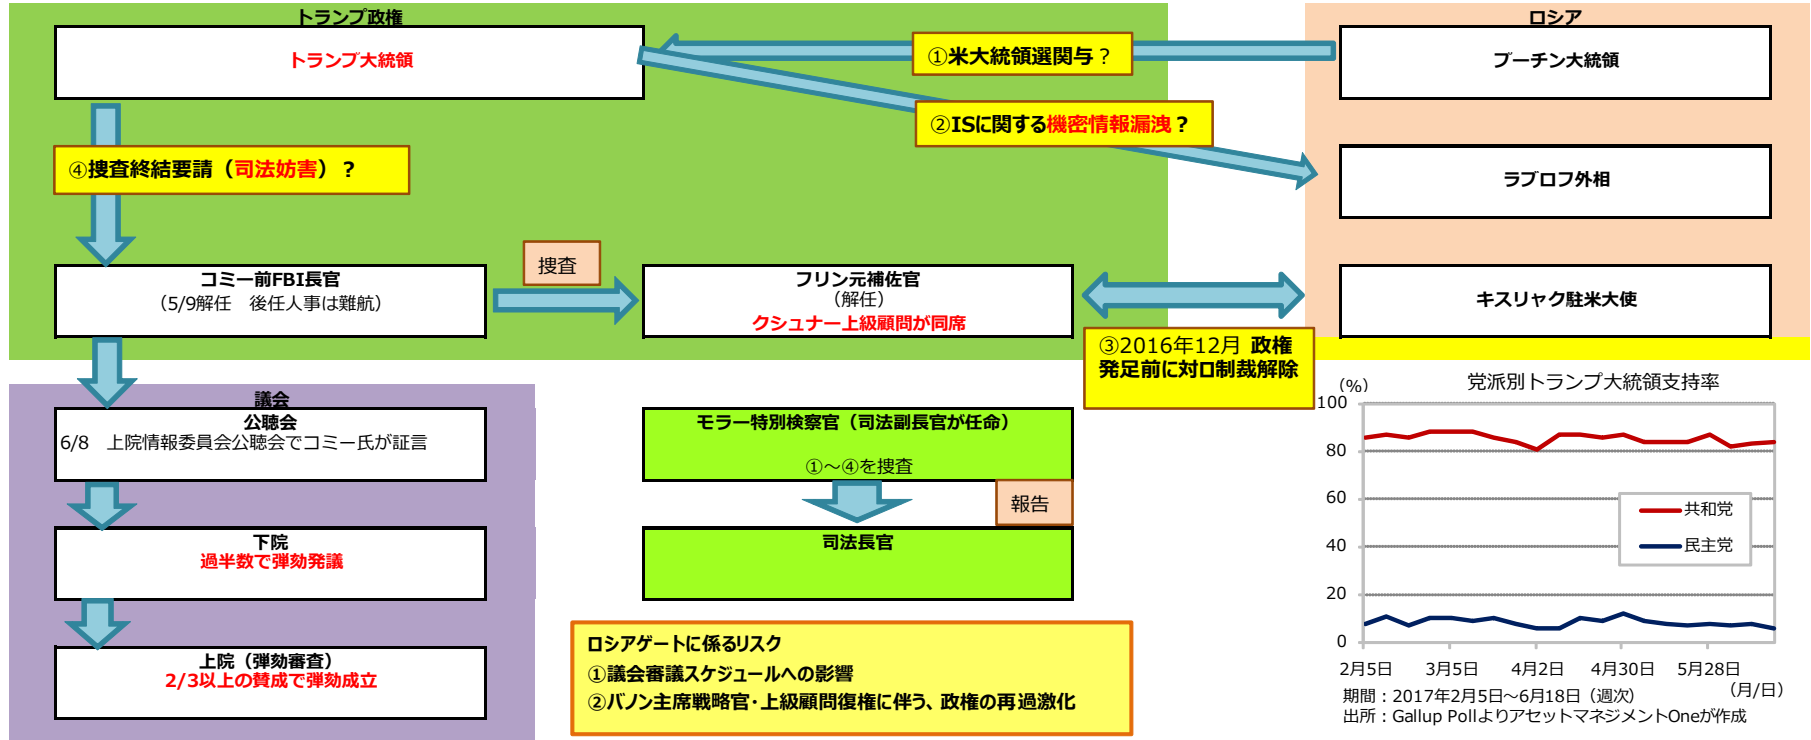 トランプ政権
トランプ大統領
①米大統領選関与？
②ISに関する機密情報漏洩？
④捜査終結要請（司法妨害）？
コミー前FBI長官
（5/9解任　後任人事は難航）
捜査
フリン元補佐官
（解任）
クシュナー上級顧問が同席
ロシア
プーチン大統領
ラブロフ外相
キスリャク駐米大使
③2016年12月 政権
発足前に対ロ制裁解除
議会
公聴会
6/8　上院情報委員会公聴会でコミー氏が証言
下院
過半数で弾劾発議
上院（弾劾審査）
2/3以上の賛成で弾劾成立
モラー特別検察官（司法副長官が任命）
①～④を捜査
報告
司法長官
ロシアゲートに係るリスク
①議会審議スケジュールへの影響
②バノン主席戦略官・上級顧問復権に伴う、政権の再過激化
党派別トランプ大統領支持率
（%）
100
80
60
40
20
0
共和党
民主党
2月5日 3月5日 4月2日 4月30日 5月28日
（月/日）
期間：2017年2月5日～6月18日（週次）
出所：Gallup PollよりアセットマネジメントOneが作成